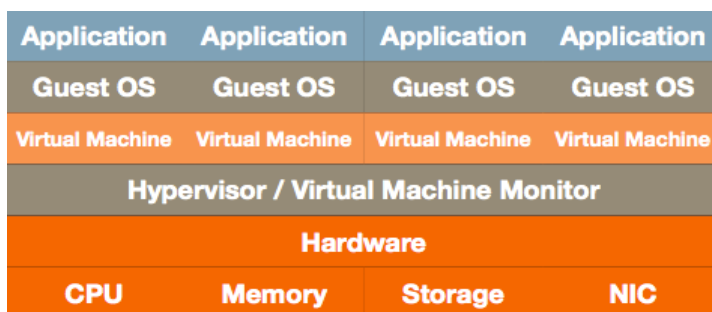 Application Application Application Application
Guest OS Guest OS Guest OS Guest OS
Virtual Machine Virtual Machine Virtual Machine Virtual Machine
Hypervisor / Virtual Machine Monitor
Hardware
CPU Memory Storage NIC